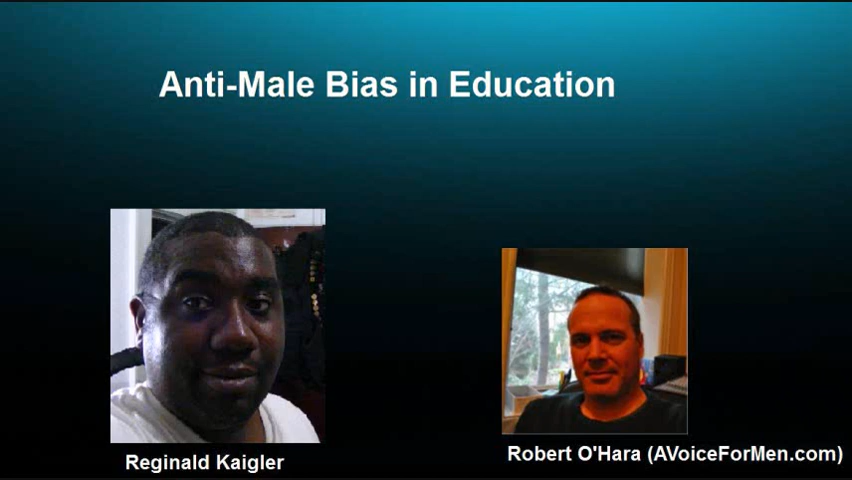 Anti-Male Bias in Education
Reginald Kaigler
Robert O'Hara (AVoiceForMen.com)